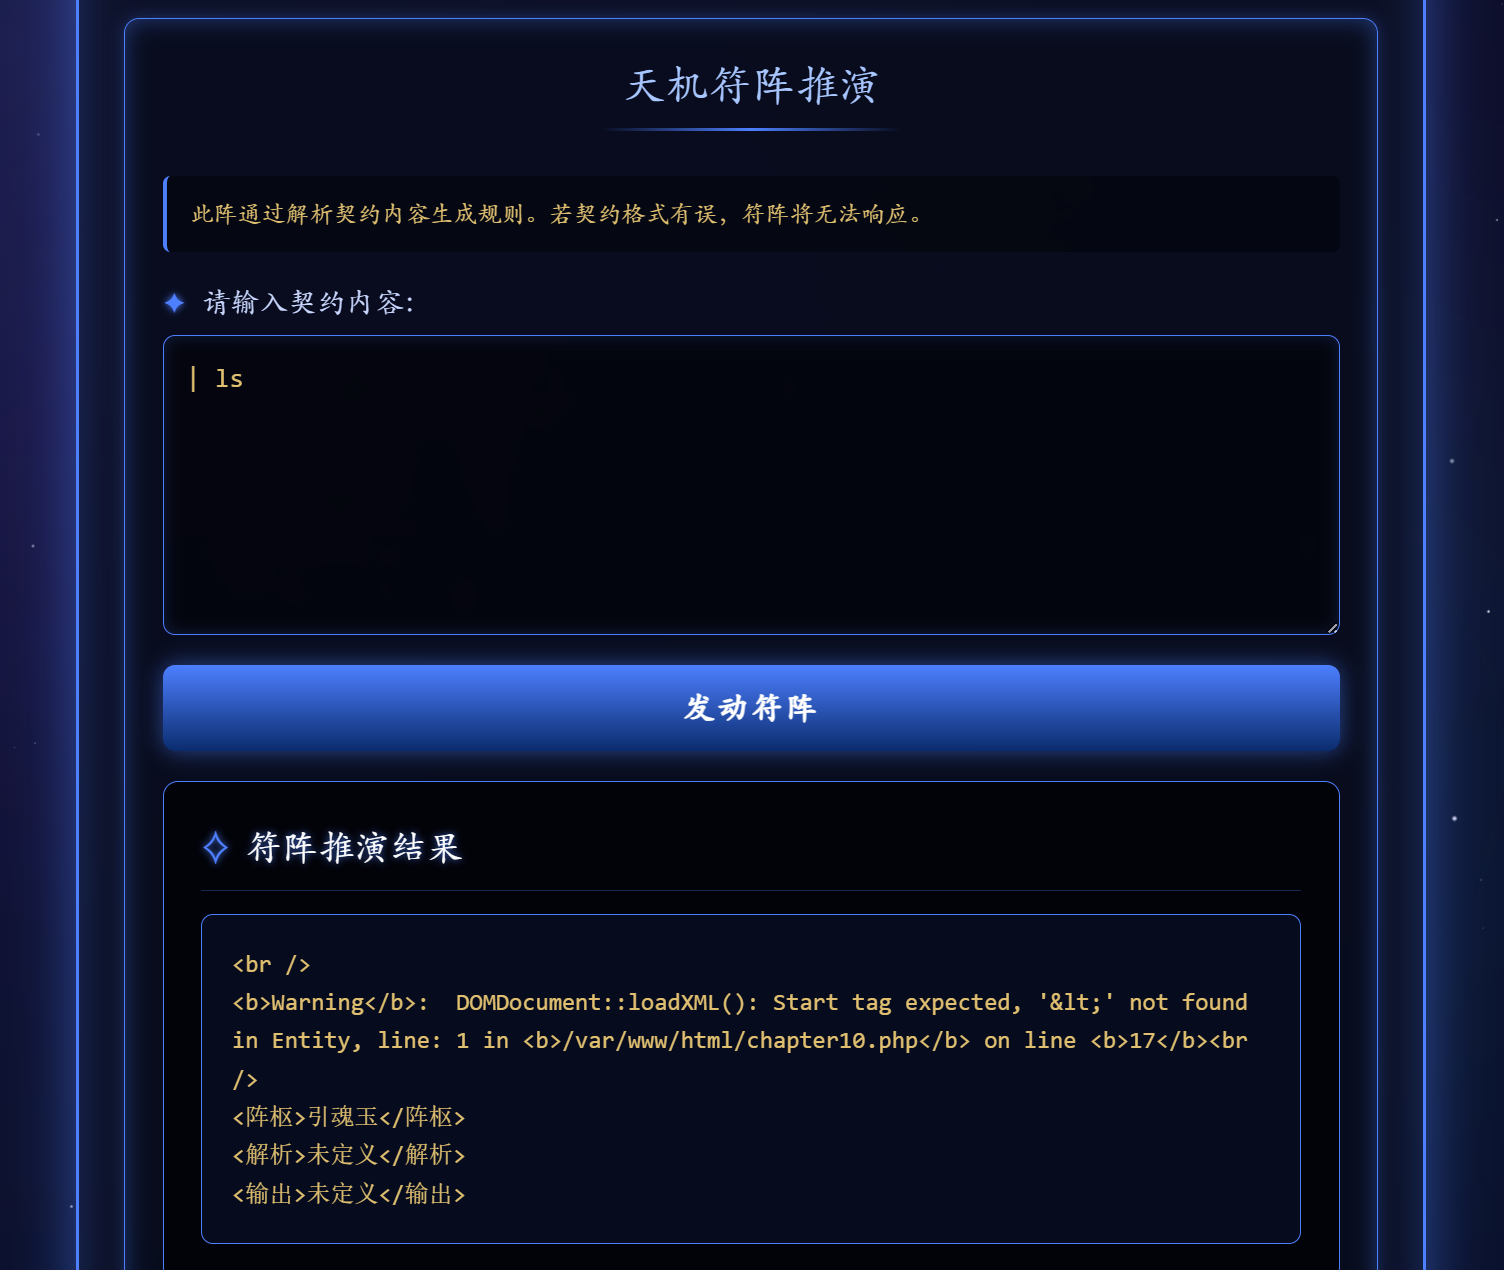 天机符阵推演
此阵通过解析契约内容生成规则。若契约格式有误，符阵将无法响应。
✦ 请输入契约内容:
| ls
发动符阵
✧ 符阵推演结果
<br />
<b>Warning</b>:  DOMDocument::loadXML(): Start tag expected, '&lt;' not found
in Entity, line: 1 in <b>/var/www/html/chapter10.php</b> on line <b>17</b><br
/>
<阵枢>引魂玉</阵枢>
<解析>未定义</解析>
<输出>未定义</输出>